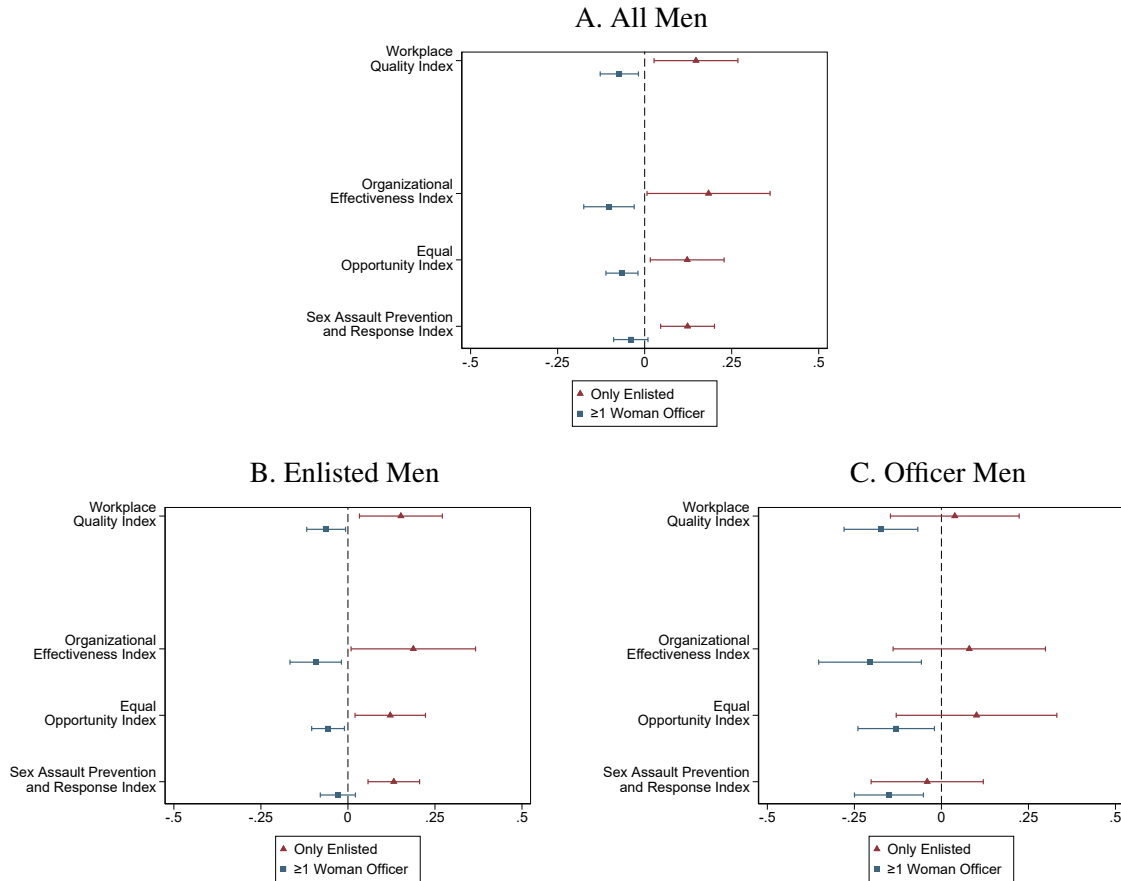 A. All Men
Workplace
Quality Index
Organizational
Effectiveness Index
Equal
Opportunity Index
Sex Assault Prevention
and Response Index
-.5 -.25 0 .25 .5
Only Enlisted
≥1 Woman Officer
B. Enlisted Men
Workplace
Quality Index
Organizational
Effectiveness Index
Equal
Opportunity Index
Sex Assault Prevention
and Response Index
-.5 -.25 0 .25 .5
Only Enlisted
≥1 Woman Officer
C. Officer Men
Workplace
Quality Index
Organizational
Effectiveness Index
Equal
Opportunity Index
Sex Assault Prevention
and Response Index
-.5 -.25 0 .25 .5
Only Enlisted
≥1 Woman Officer